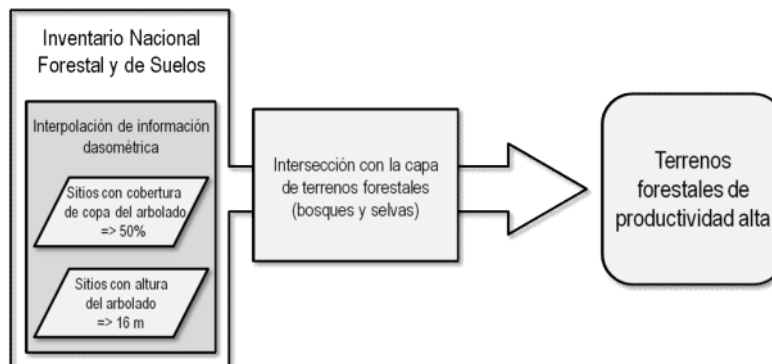 Inventario Nacional
Forestal y de Suelos
Interpolación de información
dasométrica
Sitios con cobertura
de copa del arbolado
=> 50%
Sitios con altura
del arbolado
=> 16 m
Intersección con la capa
de terrenos forestales
(bosques y selvas)
Terrenos
forestales de
productividad alta